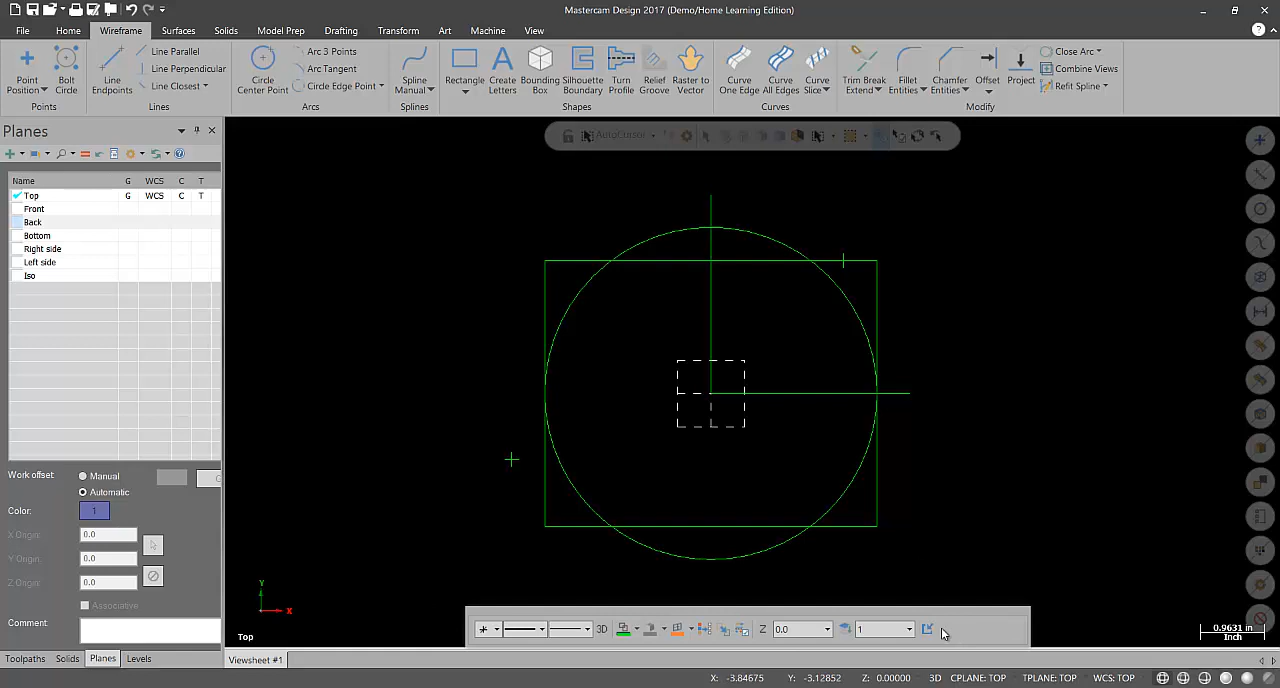 Mastercam Design 2017 (Demo/Home Learning Edition)
File Home Wireframe Surfaces Solids Model Prep Drafting Transform Art Machine View
Point Position
Bolt Circle
Points
Line Endpoints
Line Parallel
Line Perpendicular
Line Closest
Lines
Circle Center Point
Arc 3 Points
Arc Tangent
Circle Edge Point
Arcs
Spline Manual
Splines
Rectangle
Create Letters
Bounding Box
Silhouette Boundary
Turn Profile
Relief Groove
Raster to Vector
Shapes
Curve One Edge
Curve All Edges
Curve Slice
Curves
Trim Break Extend
Fillet Entities
Chamfer Entities
Offset
Project
Close Arc
Combine Views
Refit Spline
Modify
AutoCursor
Planes
Name G WCS C T
Top G WCS C T
Front
Back
Bottom
Right side
Left side
Iso
Work offset: Manual
Automatic
Color: 1
X Origin: 0.0
Y Origin: 0.0
Z Origin: 0.0
Associative
Comment:
Toolpaths Solids Planes Levels
Y
X
Top
3D Z 0.0 1
0.9631 in
Inch
Viewsheet #1
X: -3.84675 Y: -3.12852 Z: 0.00000 3D CPLANE: TOP TPLANE: TOP WCS: TOP